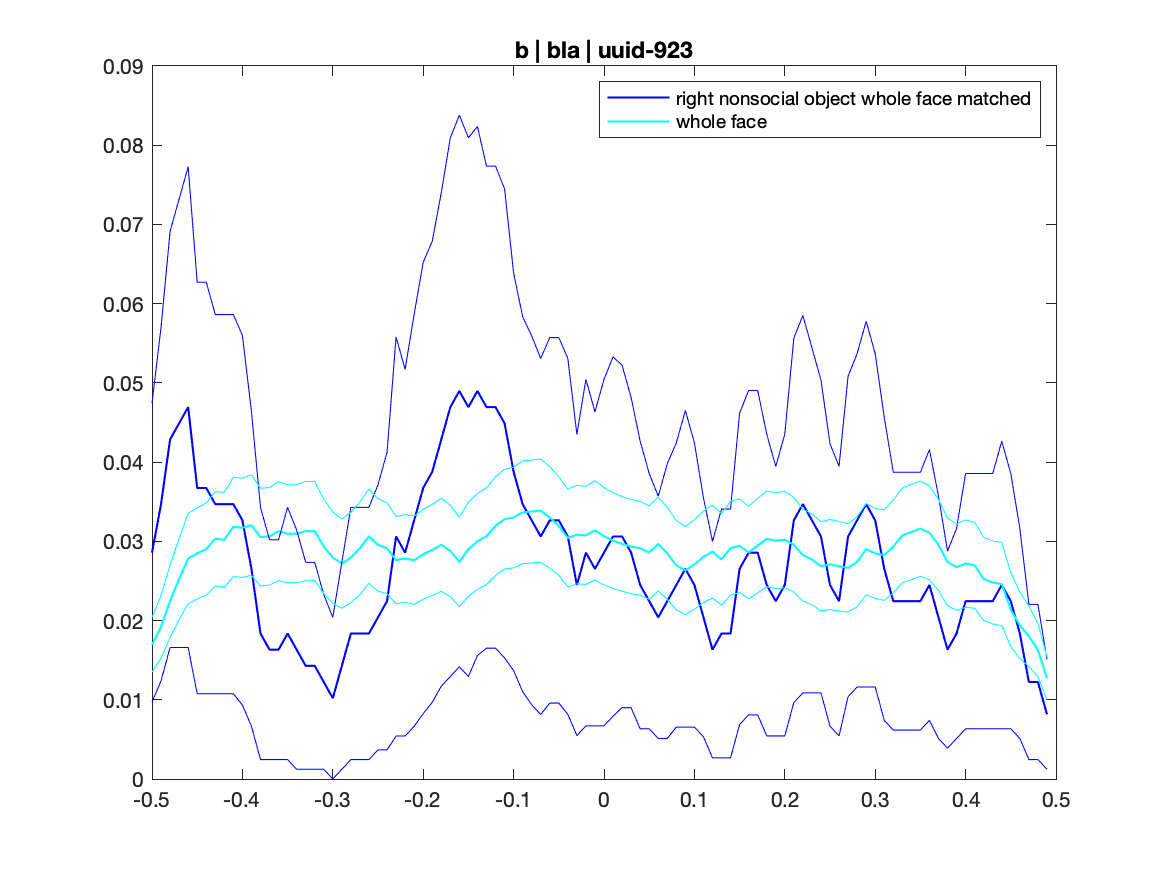 b | bla | uuid-923
right nonsocial object whole face matched
whole face
0.09
0.08
0.07
0.06
0.05
0.04
0.03
0.02
0.01
0
-0.5 -0.4 -0.3 -0.2 -0.1 0 0.1 0.2 0.3 0.4 0.5